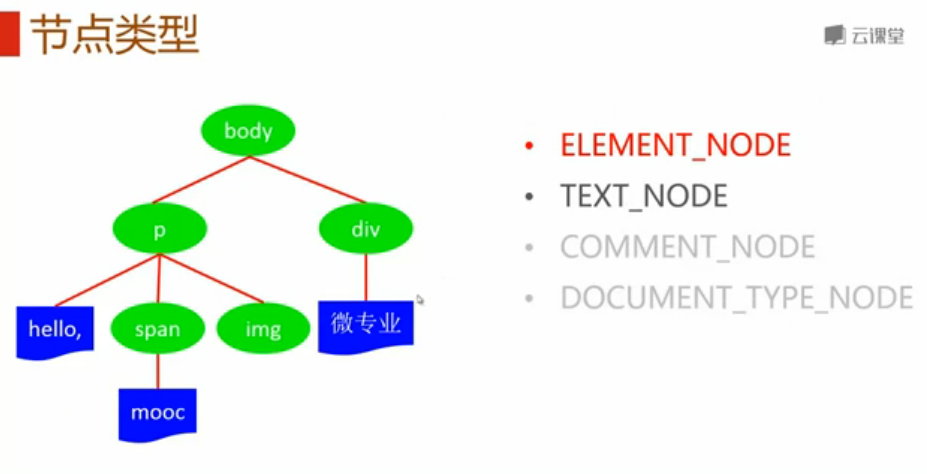 节点类型
云课堂
body
p
div
hello,
span
img
微专业
mooc
• ELEMENT_NODE
• TEXT_NODE
• COMMENT_NODE
• DOCUMENT_TYPE_NODE